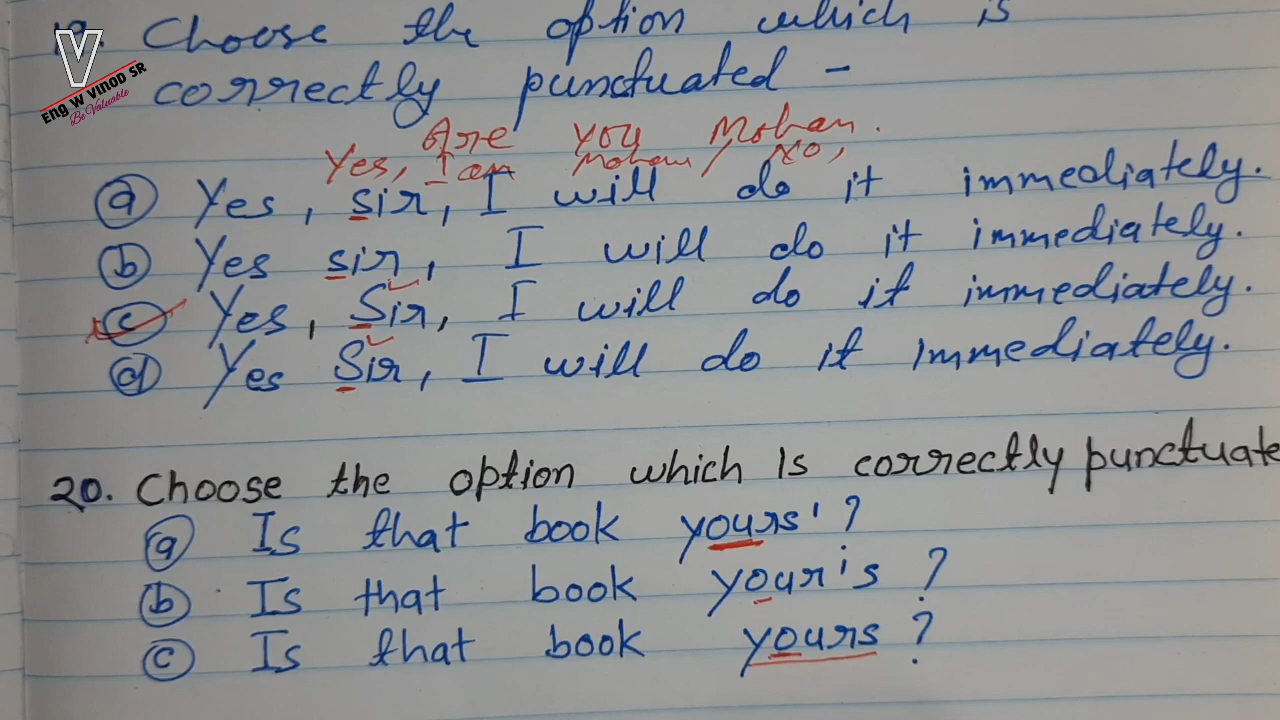 19. Choose the option which is
V
Eng W Vinod SR
Be Valuable
correctly punctuated -
Are you Mohan.
Yes, I am Mohan / No,
(a) Yes, sir, I will do it immediately.
(b) Yes sir, I will do it immediately.
(c) Yes, Sir, I will do it immediately.
(d) Yes Sir, I will do it immediately.
20. Choose the option which is correctly punctuate
(a) Is that book yours'?
(b) Is that book your's?
(c) Is that book yours?